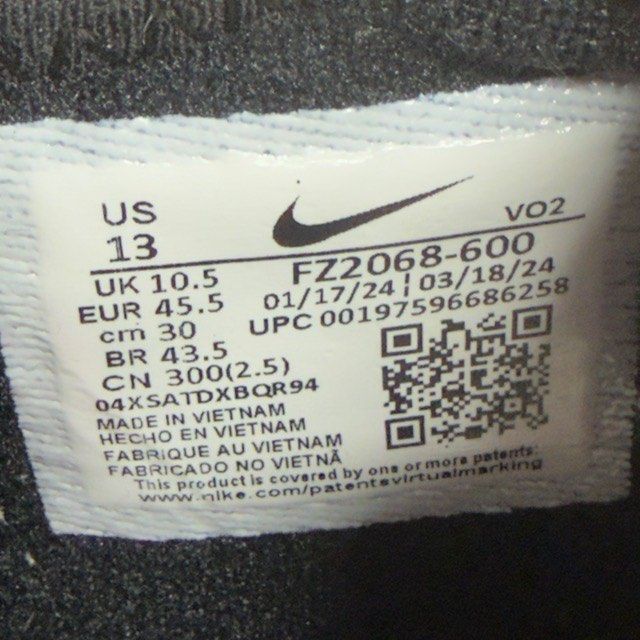 US
13
VO2
UK 10.5
FZ2068-600
EUR 45.5
01/17/24 | 03/18/24
cm 30
UPC 00197596686258
BR 43.5
CN 300(2.5)
04XSATDXBQR94
MADE IN VIETNAM
HECHO EN VIETNAM
FABRIQUE AU VIETNAM
FABRICADO NO VIETNÃ
This product is covered by one or more patents.
www.nike.com/patentsvirtualmarking